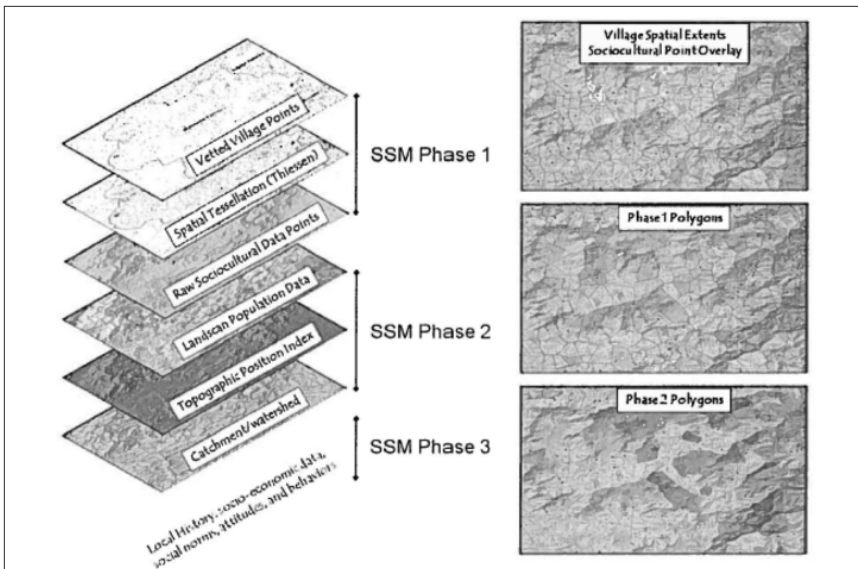 Vetted Village Points
Spatial Tessellation (Thiessen)
Raw Sociocultural Data Points
Landscan Population Data
Topographic Position Index
Catchment/watershed
Local History, socio-economic data,
social norms, attitudes, and behaviors
SSM Phase 1
SSM Phase 2
SSM Phase 3
Village Spatial Extents
Sociocultural Point Overlay
Phase 1 Polygons
Phase 2 Polygons